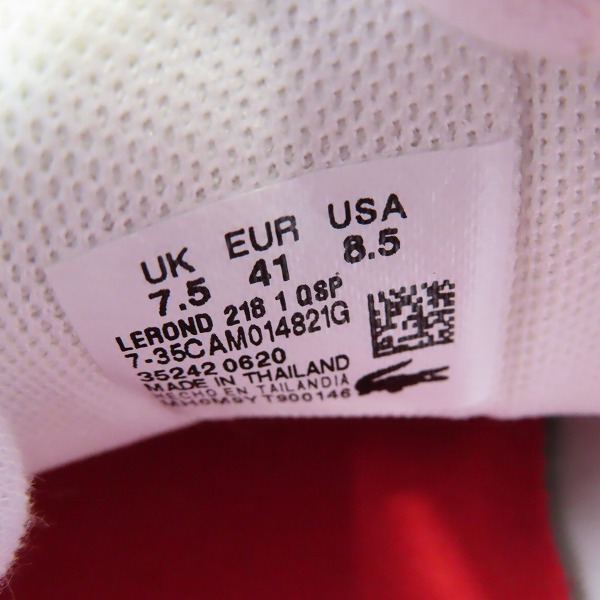 UK EUR USA
7.5 41 8.5
LEROND 218 1 QSP
7-35CAM014821G
35242 0620
MADE IN THAILAND
HECHO EN TAILANDIA
T900146